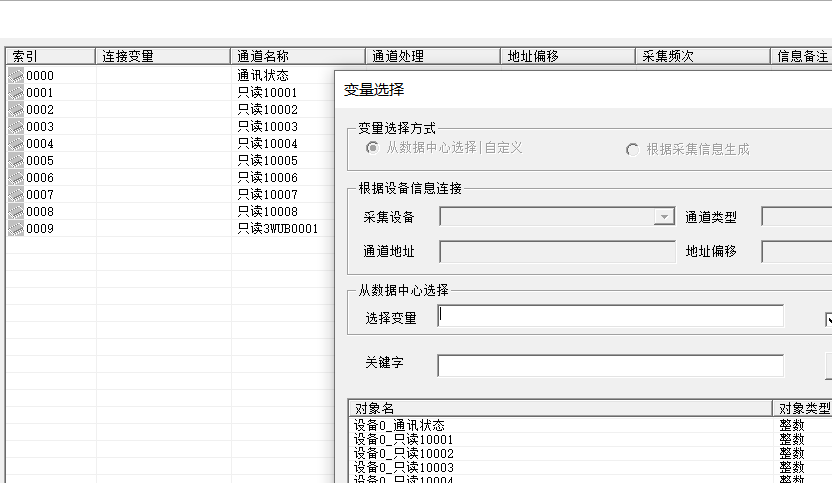 索引 连接变量 通道名称 通道处理 地址偏移 采集频次 信息备注
0000 通讯状态
0001 只读10001
0002 只读10002
0003 只读10003
0004 只读10004
0005 只读10005
0006 只读10006
0007 只读10007
0008 只读10008
0009 只读3WUB0001
变量选择
变量选择方式
从数据中心选择|自定义 根据采集信息生成
根据设备信息连接
采集设备 通道类型
通道地址 地址偏移
从数据中心选择
选择变量
关键字
对象名 对象类型
设备0_通讯状态 整数
设备0_只读10001 整数
设备0_只读10002 整数
设备0_只读10003 整数
设备0_只读10004 整数